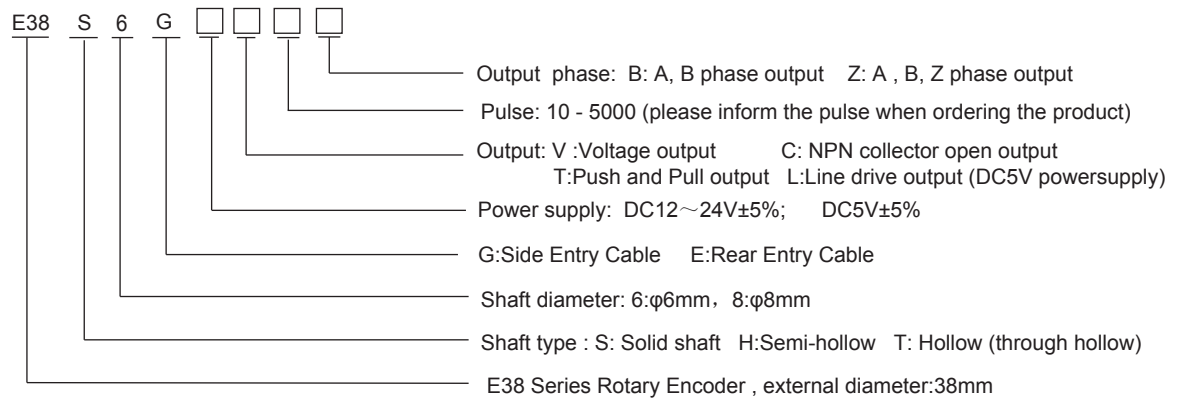 E38 S 6 G □ □ □ □
Output phase: B: A, B phase output Z: A , B, Z phase output
Pulse: 10 - 5000 (please inform the pulse when ordering the product)
Output: V :Voltage output C: NPN collector open output
T:Push and Pull output L:Line drive output (DC5V powersupply)
Power supply: DC12～24V±5%; DC5V±5%
G:Side Entry Cable E:Rear Entry Cable
Shaft diameter: 6:φ6mm，8:φ8mm
Shaft type : S: Solid shaft H:Semi-hollow T: Hollow (through hollow)
E38 Series Rotary Encoder , external diameter:38mm